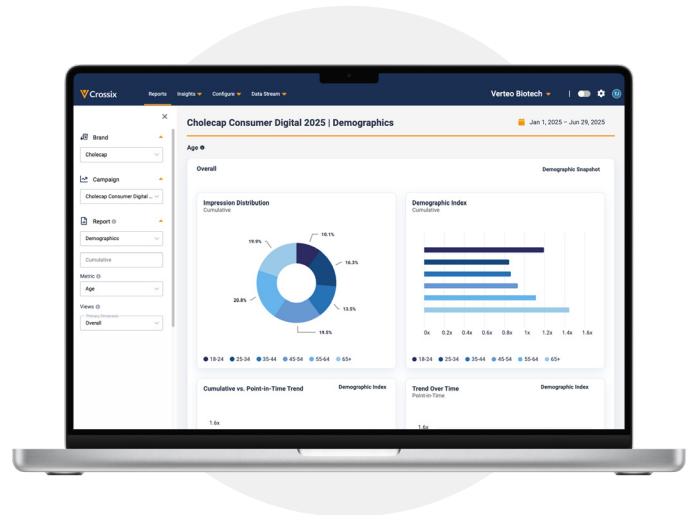 Crossix
Reports
Insights
Configure
Data Stream
Verteo Biotech
TJ
Brand
Cholecap
Campaign
Cholecap Consumer Digital ...
Report
Demographics
Cumulative
Metric
Age
Views
Primary Dimension
Overall
Cholecap Consumer Digital 2025 | Demographics
Jan 1, 2025 – Jun 29, 2025
Age
Overall
Demographic Snapshot
Impression Distribution
Cumulative
10.1%
16.3%
13.5%
19.5%
20.8%
19.9%
18-24 25-34 35-44 45-54 55-64 65+
Demographic Index
Cumulative
0x 0.2x 0.4x 0.6x 0.8x 1x 1.2x 1.4x 1.6x
18-24 25-34 35-44 45-54 55-64 65+
Cumulative vs. Point-in-Time Trend
Demographic Index
1.6x
Trend Over Time
Point-in-Time
Demographic Index
1.6x